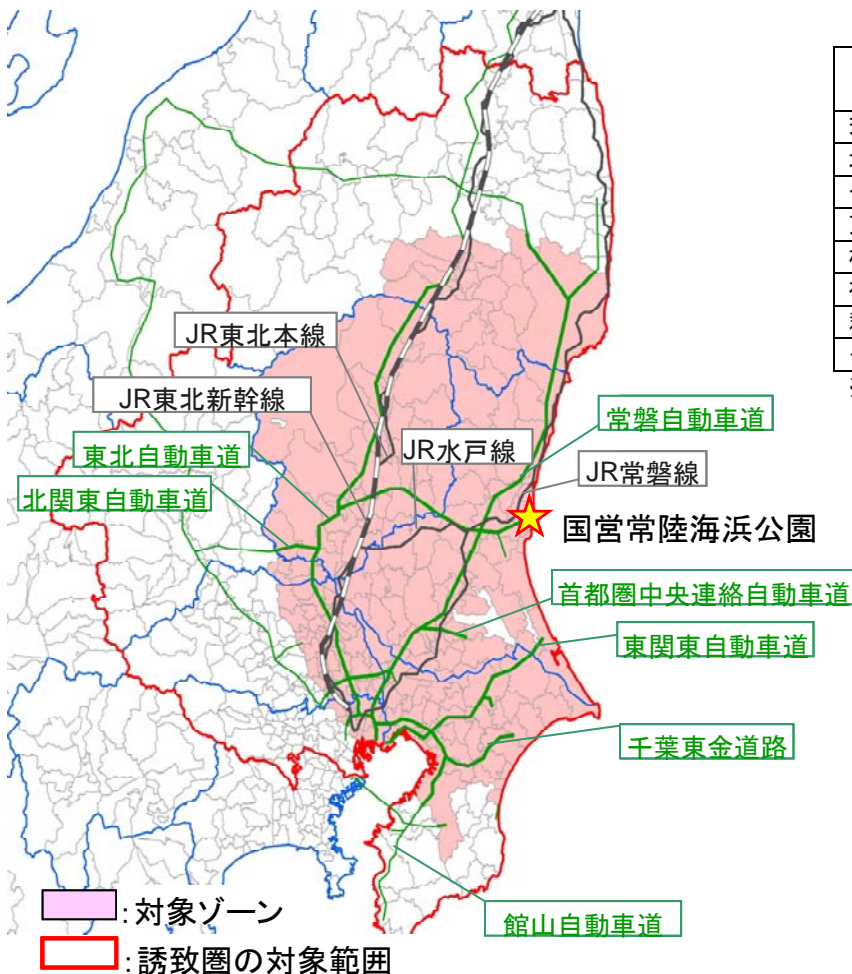 JR東北本線
JR東北新幹線
東北自動車道
北関東自動車道
JR水戸線
常磐自動車道
JR常磐線
国営常陸海浜公園
首都圏中央連絡自動車道
東関東自動車道
千葉東金道路
館山自動車道
:対象ゾーン
:誘致圏の対象範囲